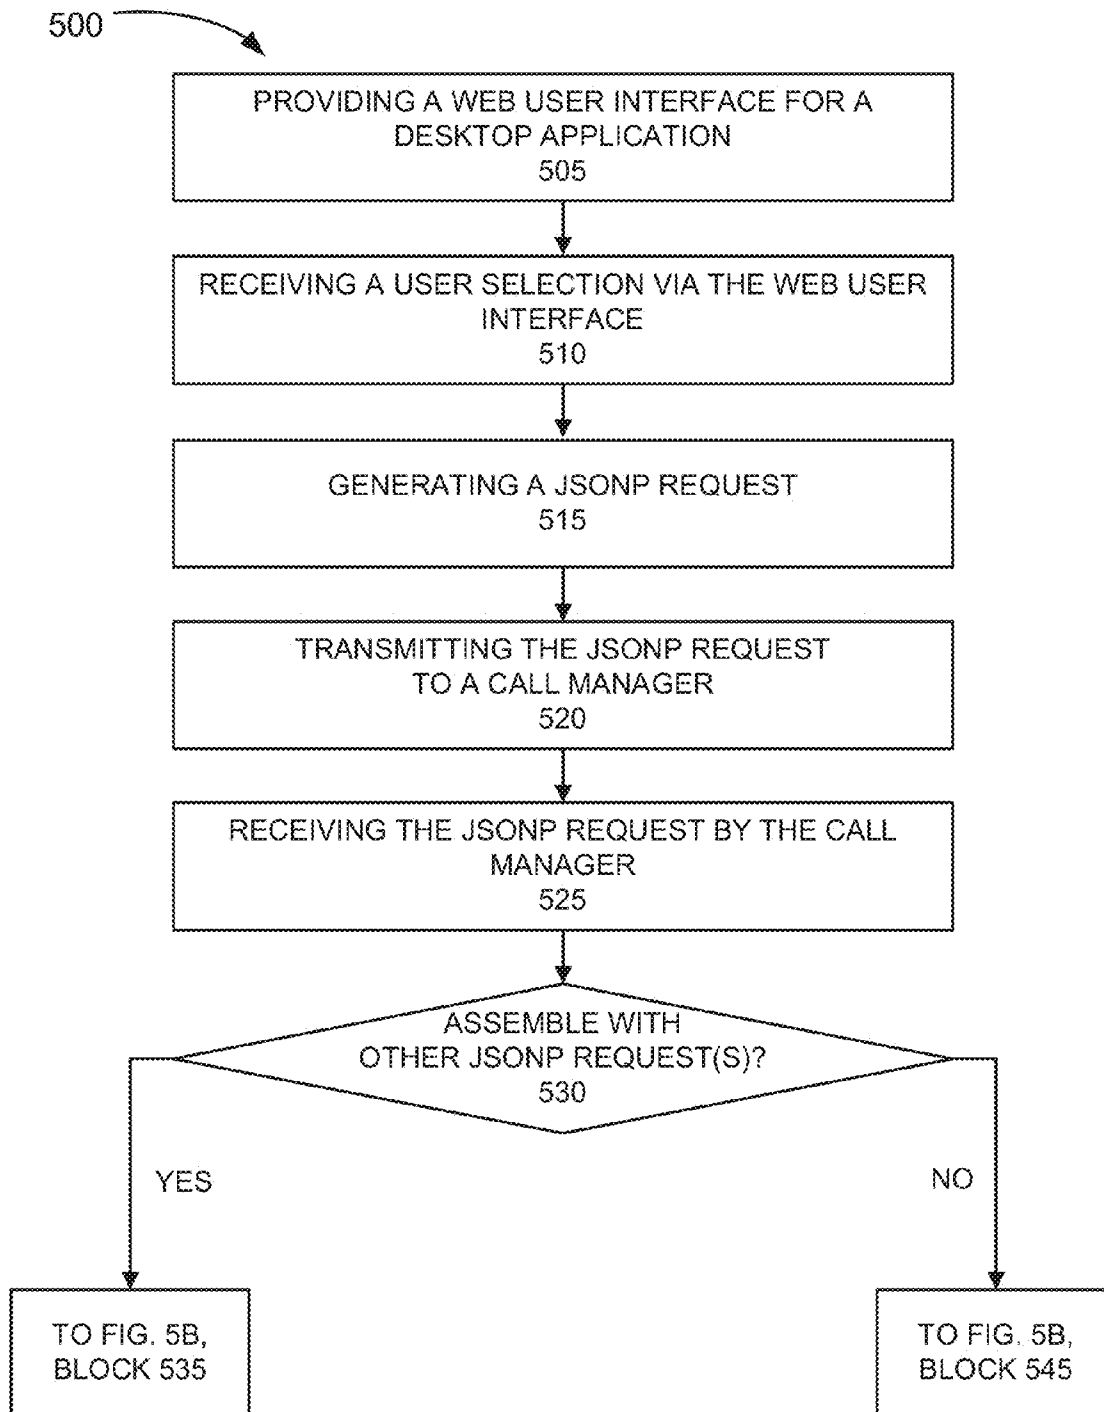 500
PROVIDING A WEB USER INTERFACE FOR A
DESKTOP APPLICATION
505
RECEIVING A USER SELECTION VIA THE WEB USER
INTERFACE
510
GENERATING A JSONP REQUEST
515
TRANSMITTING THE JSONP REQUEST
TO A CALL MANAGER
520
RECEIVING THE JSONP REQUEST BY THE CALL
MANAGER
525
ASSEMBLE WITH
OTHER JSONP REQUEST(S)?
530
YES
NO
TO FIG. 5B,
BLOCK 535
TO FIG. 5B,
BLOCK 545